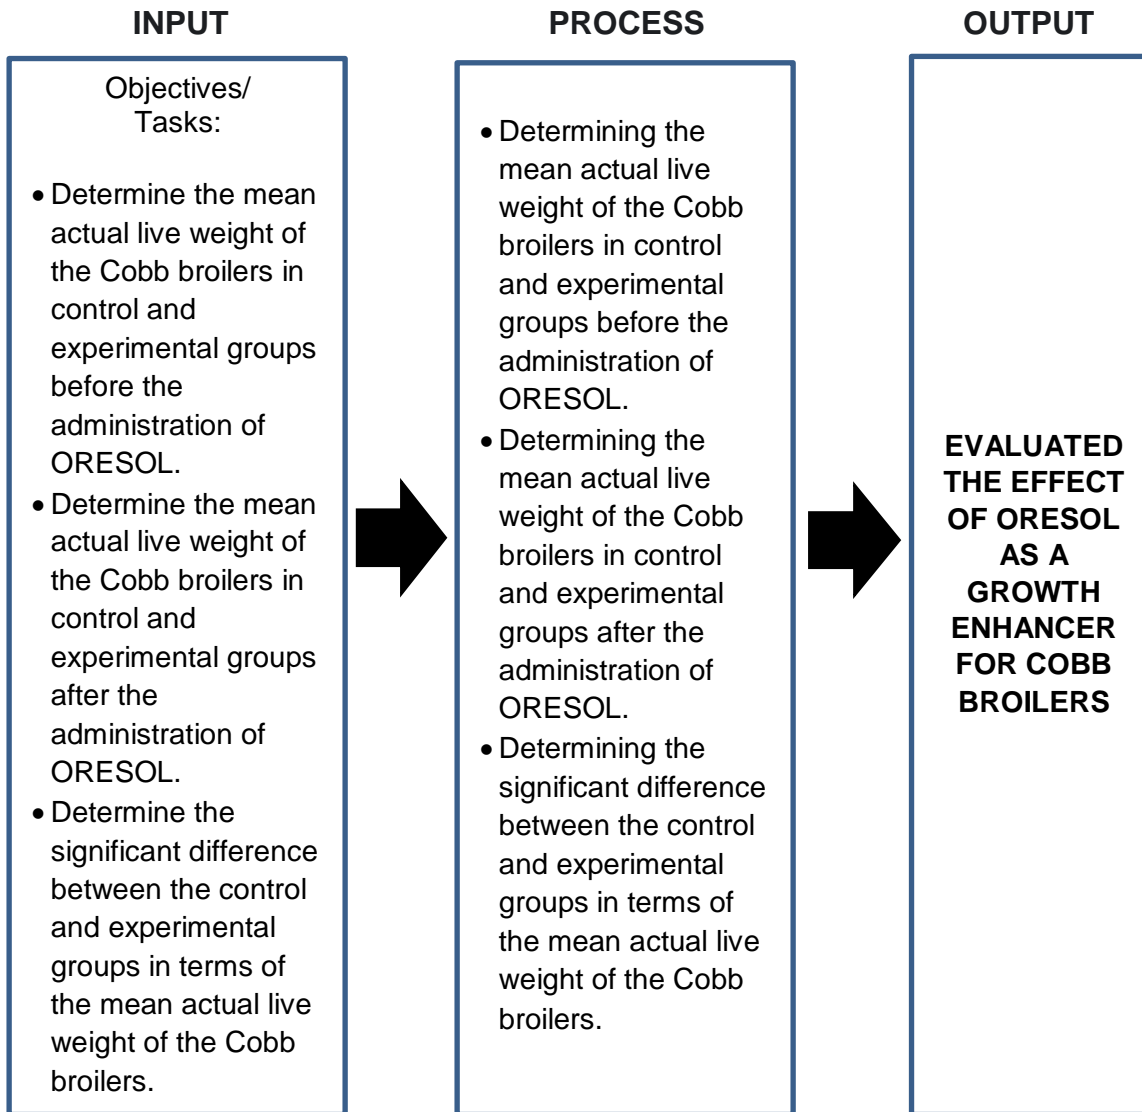 INPUT
PROCESS
OUTPUT
Objectives/
Tasks:
• Determine the mean
actual live weight of
the Cobb broilers in
control and
experimental groups
before the
administration of
ORESOL.
• Determine the mean
actual live weight of
the Cobb broilers in
control and
experimental groups
after the
administration of
ORESOL.
• Determine the
significant difference
between the control
and experimental
groups in terms of
the mean actual live
weight of the Cobb
broilers.
• Determining the
mean actual live
weight of the Cobb
broilers in control
and experimental
groups before the
administration of
ORESOL.
• Determining the
mean actual live
weight of the Cobb
broilers in control
and experimental
groups after the
administration of
ORESOL.
• Determining the
significant difference
between the control
and experimental
groups in terms of
the mean actual live
weight of the Cobb
broilers.
EVALUATED
THE EFFECT
OF ORESOL
AS A
GROWTH
ENHANCER
FOR COBB
BROILERS